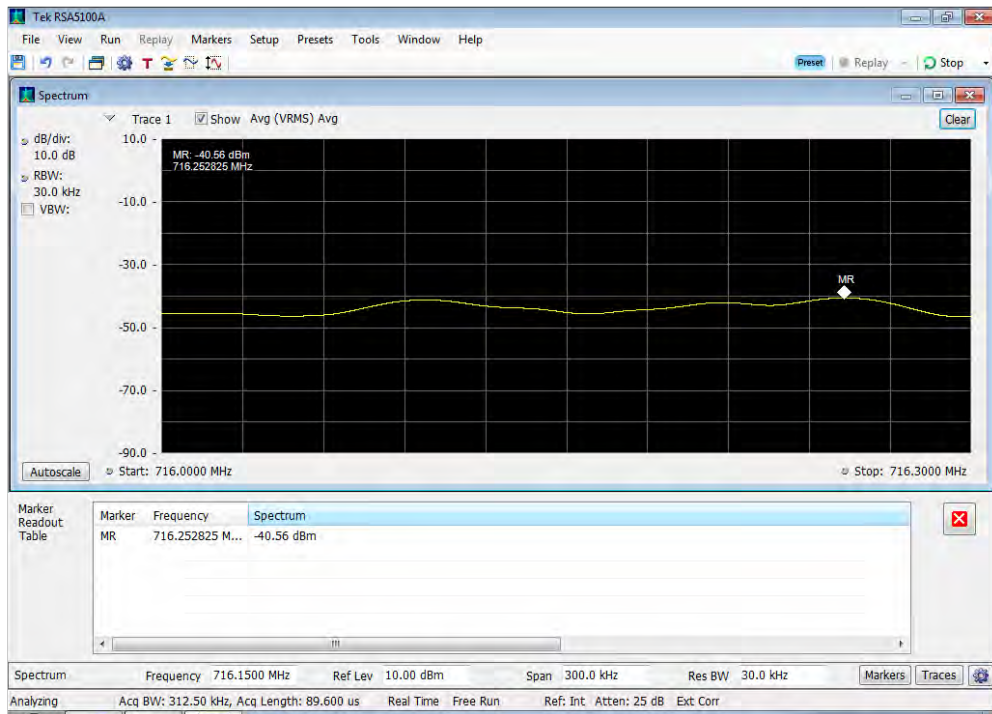 Tek RSA5100A
File View Run Replay Markers Setup Presets Tools Window Help
T
Preset Replay Stop
Spectrum
Trace 1 Show Avg (VRMS) Avg Clear
dB/div: 10.0 dB
RBW: 30.0 kHz
VBW:
10.0 -
-10.0 -
-30.0 -
-50.0 -
-70.0 -
-90.0 -
MR: -40.56 dBm
716.252825 MHz
MR
Autoscale Start: 716.0000 MHz Stop: 716.3000 MHz
Marker Readout Table
Marker Frequency Spectrum
MR 716.252825 M... -40.56 dBm
Spectrum Frequency 716.1500 MHz Ref Lev 10.00 dBm Span 300.0 kHz Res BW 30.0 kHz Markers Traces
Analyzing Acq BW: 312.50 kHz, Acq Length: 89.600 us Real Time Free Run Ref: Int Atten: 25 dB Ext Corr